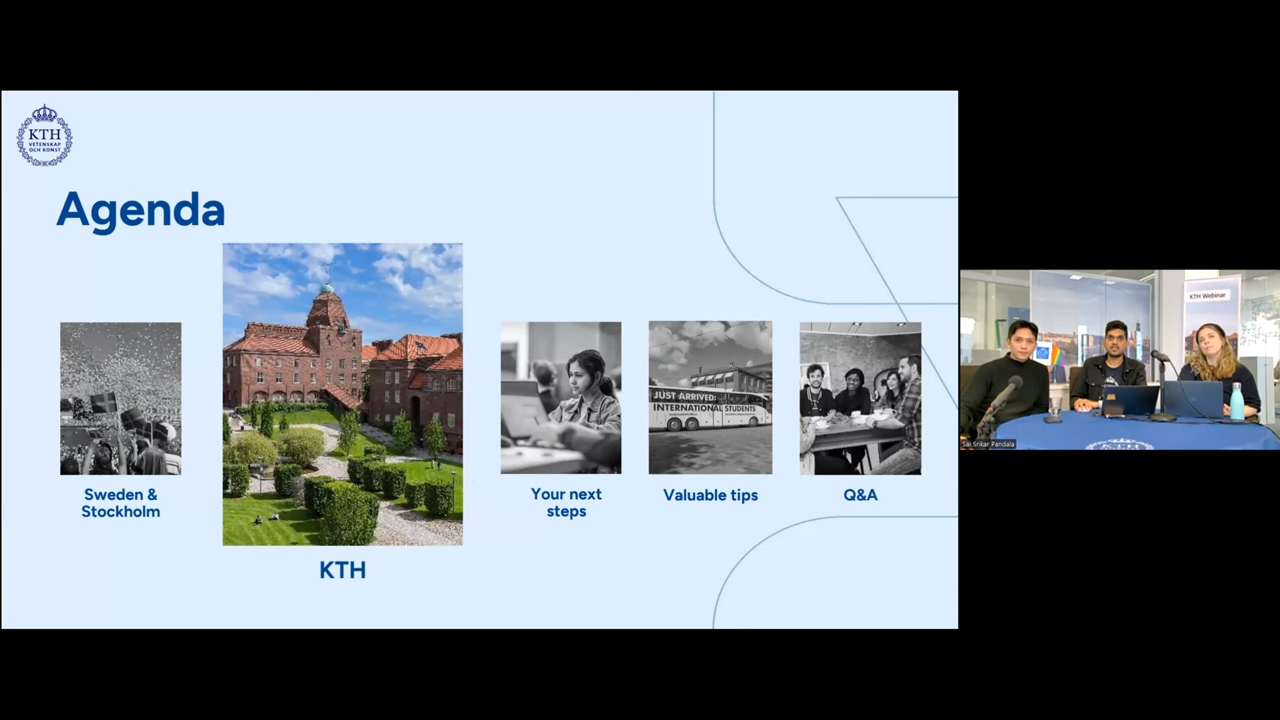 KTH
VETENSKAP
OCH KONST
Agenda
JUST ARRIVED:
INTERNATIONAL STUDENTS
Sweden &
Stockholm
KTH
Your next
steps
Valuable tips
Q&A
KTH Webinar
Sai Srikar Pandala